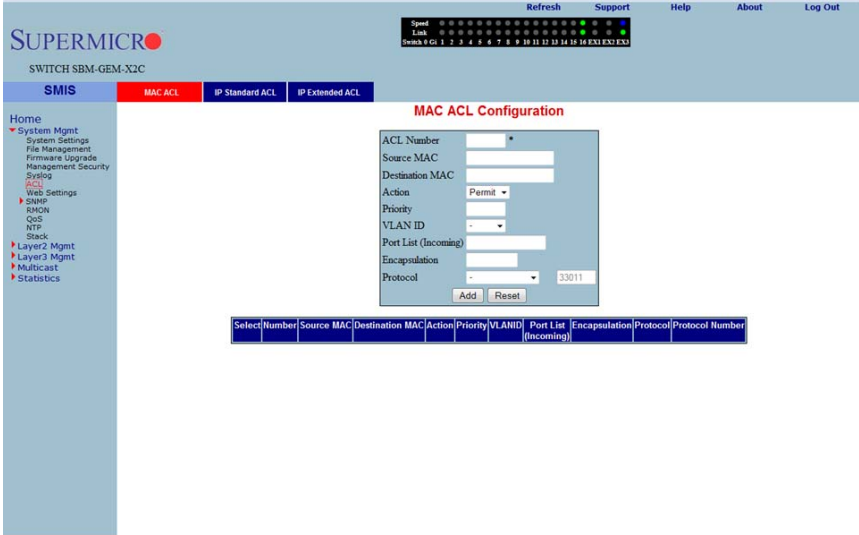 Refresh Support Help About Log Out
Speed
Link
Switch 0 Gi 1 2 3 4 5 6 7 8 9 10 11 12 13 14 15 16 EX1 EX2 EX3
SUPERMICRO
SWITCH SBM-GEM-X2C
SMIS
MAC ACL IP Standard ACL IP Extended ACL
Home
System Mgmt
System Settings
File Management
Firmware Upgrade
Management Security
Syslog
ACL
Web Settings
SNMP
RMON
QoS
NTP
Stack
Layer2 Mgmt
Layer3 Mgmt
Multicast
Statistics
MAC ACL Configuration
ACL Number *
Source MAC
Destination MAC
Action Permit
Priority
VLAN ID -
Port List (Incoming)
Encapsulation
Protocol - 33011
Add Reset
Select Number Source MAC Destination MAC Action Priority VLANID Port List (Incoming) Encapsulation Protocol Protocol Number